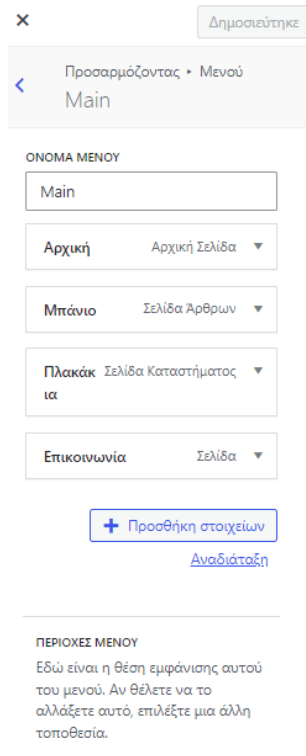 Δημοσιεύτηκε
Προσαρμόζοντας ▸ Μενού
Main
ΟΝΟΜΑ ΜΕΝΟΥ
Main
Αρχική Αρχική Σελίδα
Μπάνιο Σελίδα Άρθρων
Πλακάκ Σελίδα Καταστήματος
ια
Επικοινωνία Σελίδα
Προσθήκη στοιχείων
Αναδιάταξη
ΠΕΡΙΟΧΕΣ ΜΕΝΟΥ
Εδώ είναι η θέση εμφάνισης αυτού
του μενού. Αν θέλετε να το
αλλάξετε αυτό, επιλέξτε μια άλλη
τοποθεσία.